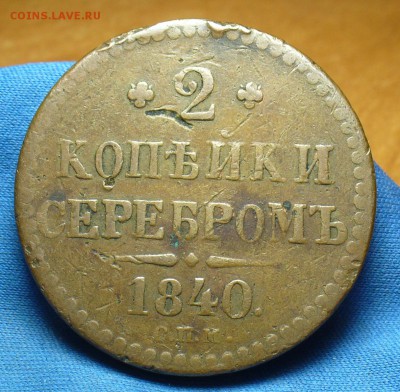 COINS.LAVE.RU
2
КОПѢЙКИ
СЕРЕБРОМЪ
1840.
С.П.М.